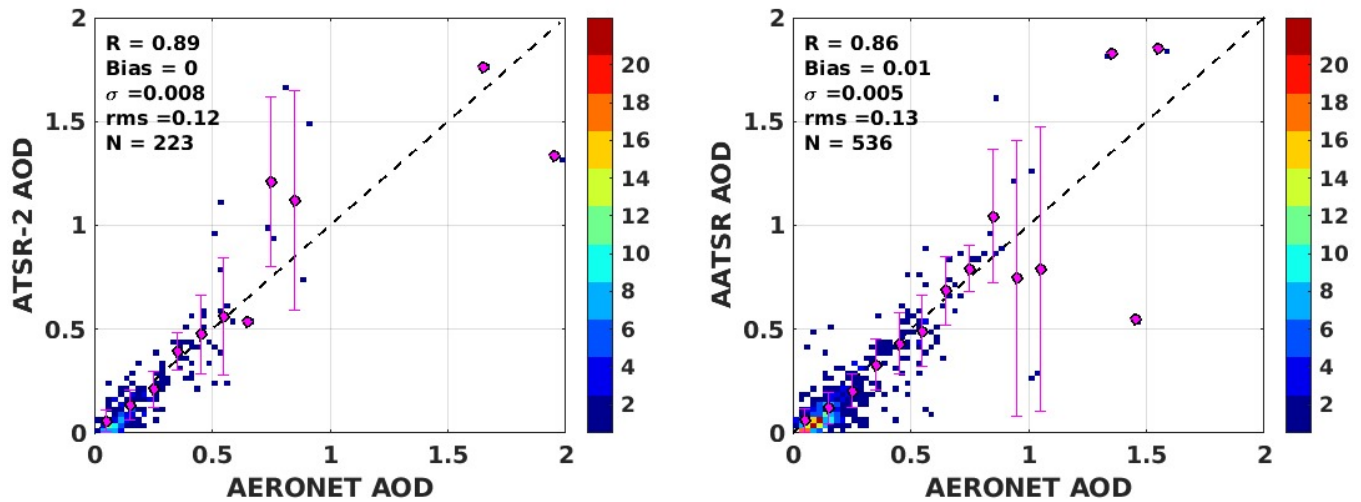 R = 0.89
Bias = 0
σ =0.008
rms =0.12
N = 223
2
1.5
1
0.5
0
0
0.5
1
1.5
2
ATSR-2 AOD
AERONET AOD
20
18
16
14
12
10
8
6
4
2
R = 0.86
Bias = 0.01
σ =0.005
rms =0.13
N = 536
2
1.5
1
0.5
0
0
0.5
1
1.5
2
AATSR AOD
AERONET AOD
20
18
16
14
12
10
8
6
4
2